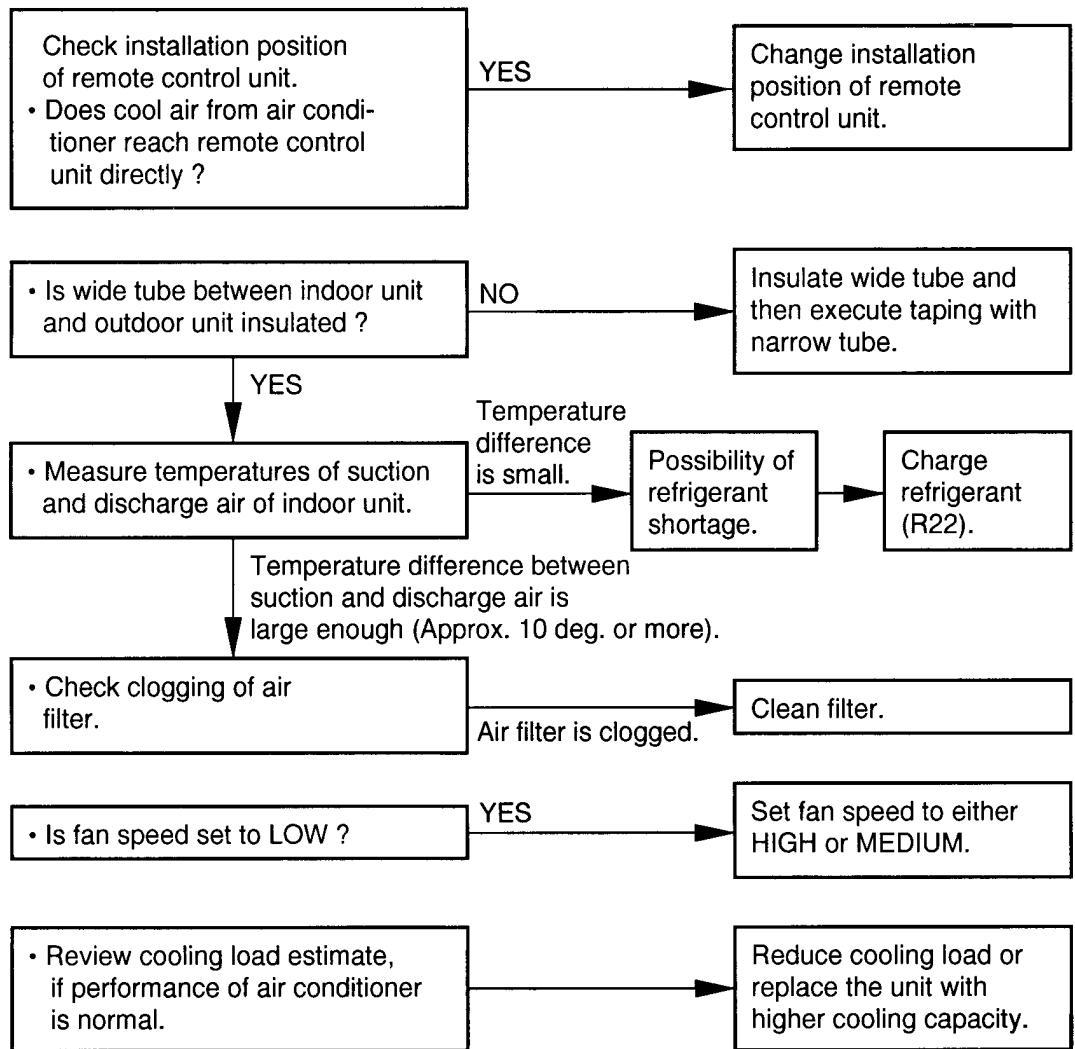 Check installation position
of remote control unit.
• Does cool air from air condi-
tioner reach remote control
unit directly ?
YES
Change installation
position of remote
control unit.
• Is wide tube between indoor unit
and outdoor unit insulated ?
NO
Insulate wide tube and
then execute taping with
narrow tube.
YES
• Measure temperatures of suction
and discharge air of indoor unit.
Temperature
difference
is small.
Possibility of
refrigerant
shortage.
Charge
refrigerant
(R22).
Temperature difference between
suction and discharge air is
large enough (Approx. 10 deg. or more).
• Check clogging of air
filter.
Air filter is clogged.
Clean filter.
• Is fan speed set to LOW ?
YES
Set fan speed to either
HIGH or MEDIUM.
• Review cooling load estimate,
if performance of air conditioner
is normal.
Reduce cooling load or
replace the unit with
higher cooling capacity.